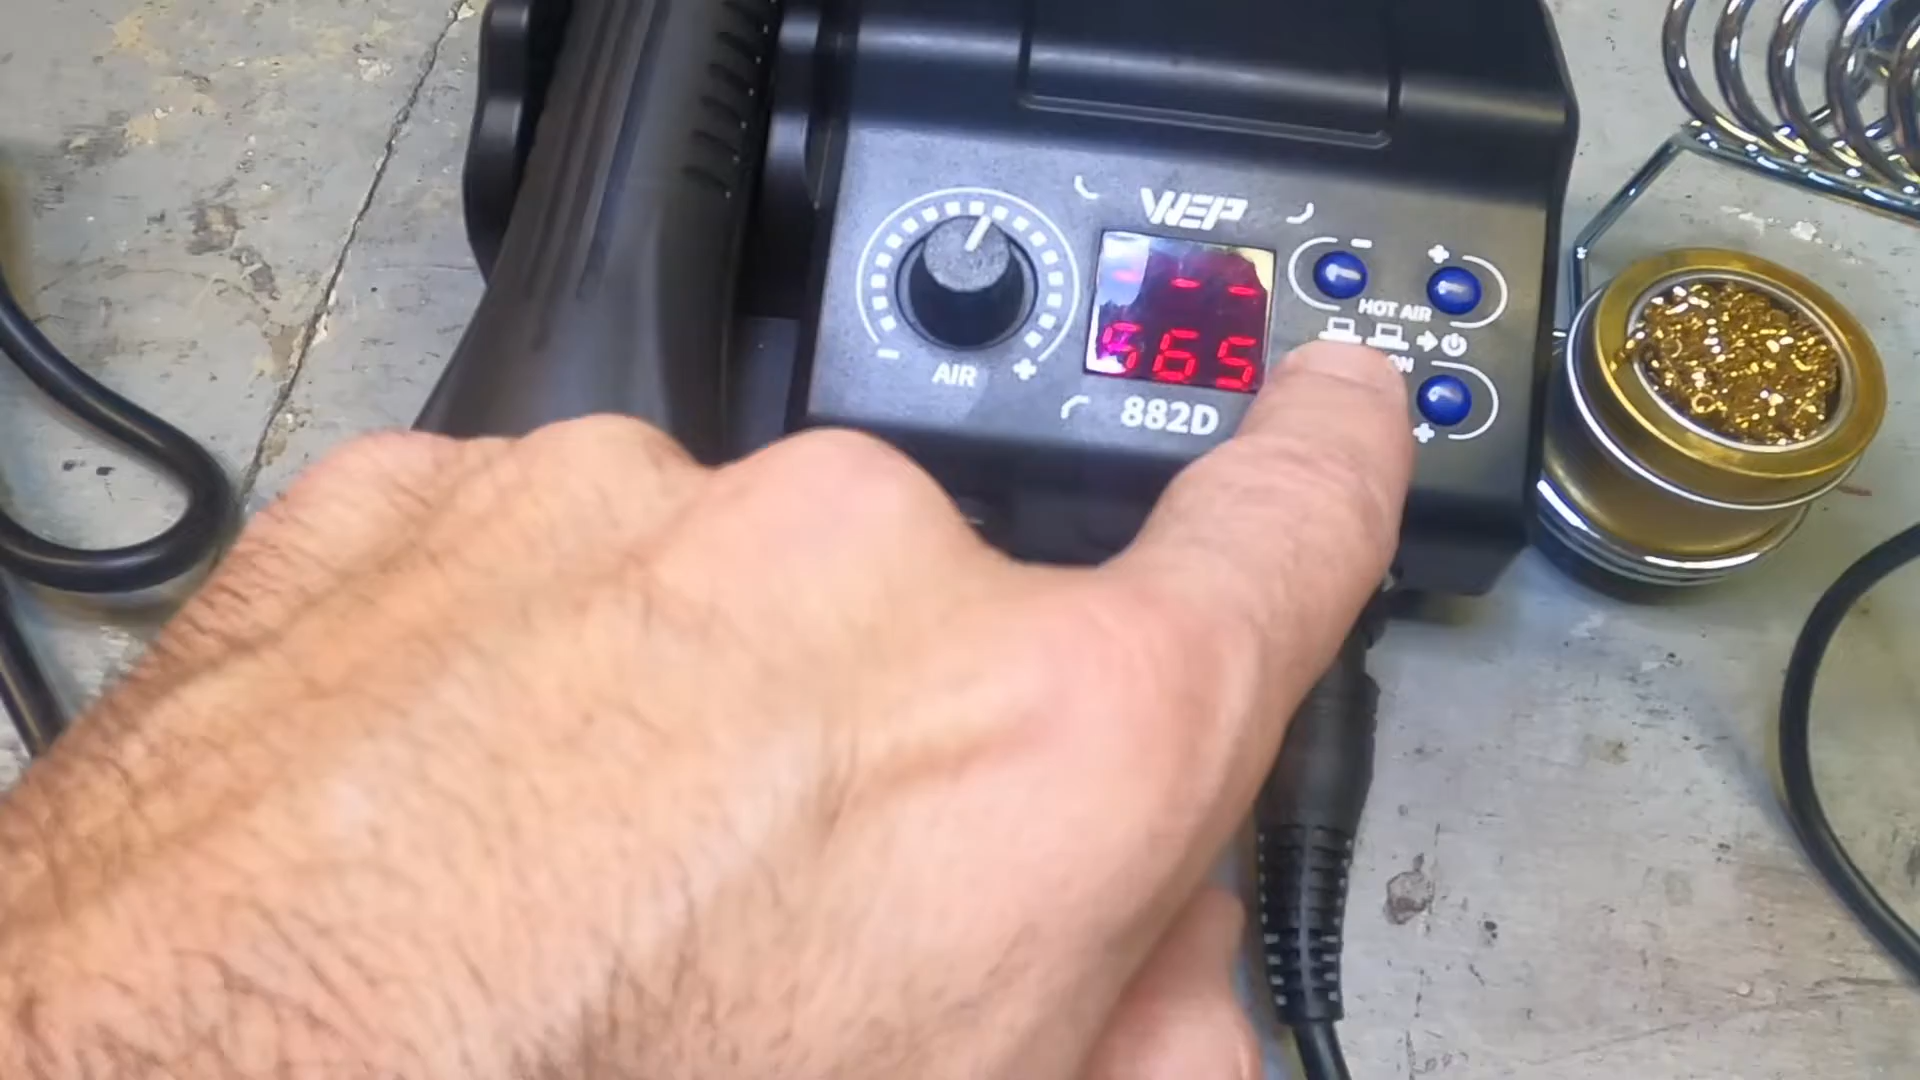 WEP
- - -
565
882D
AIR
- +
- +
HOT AIR
+